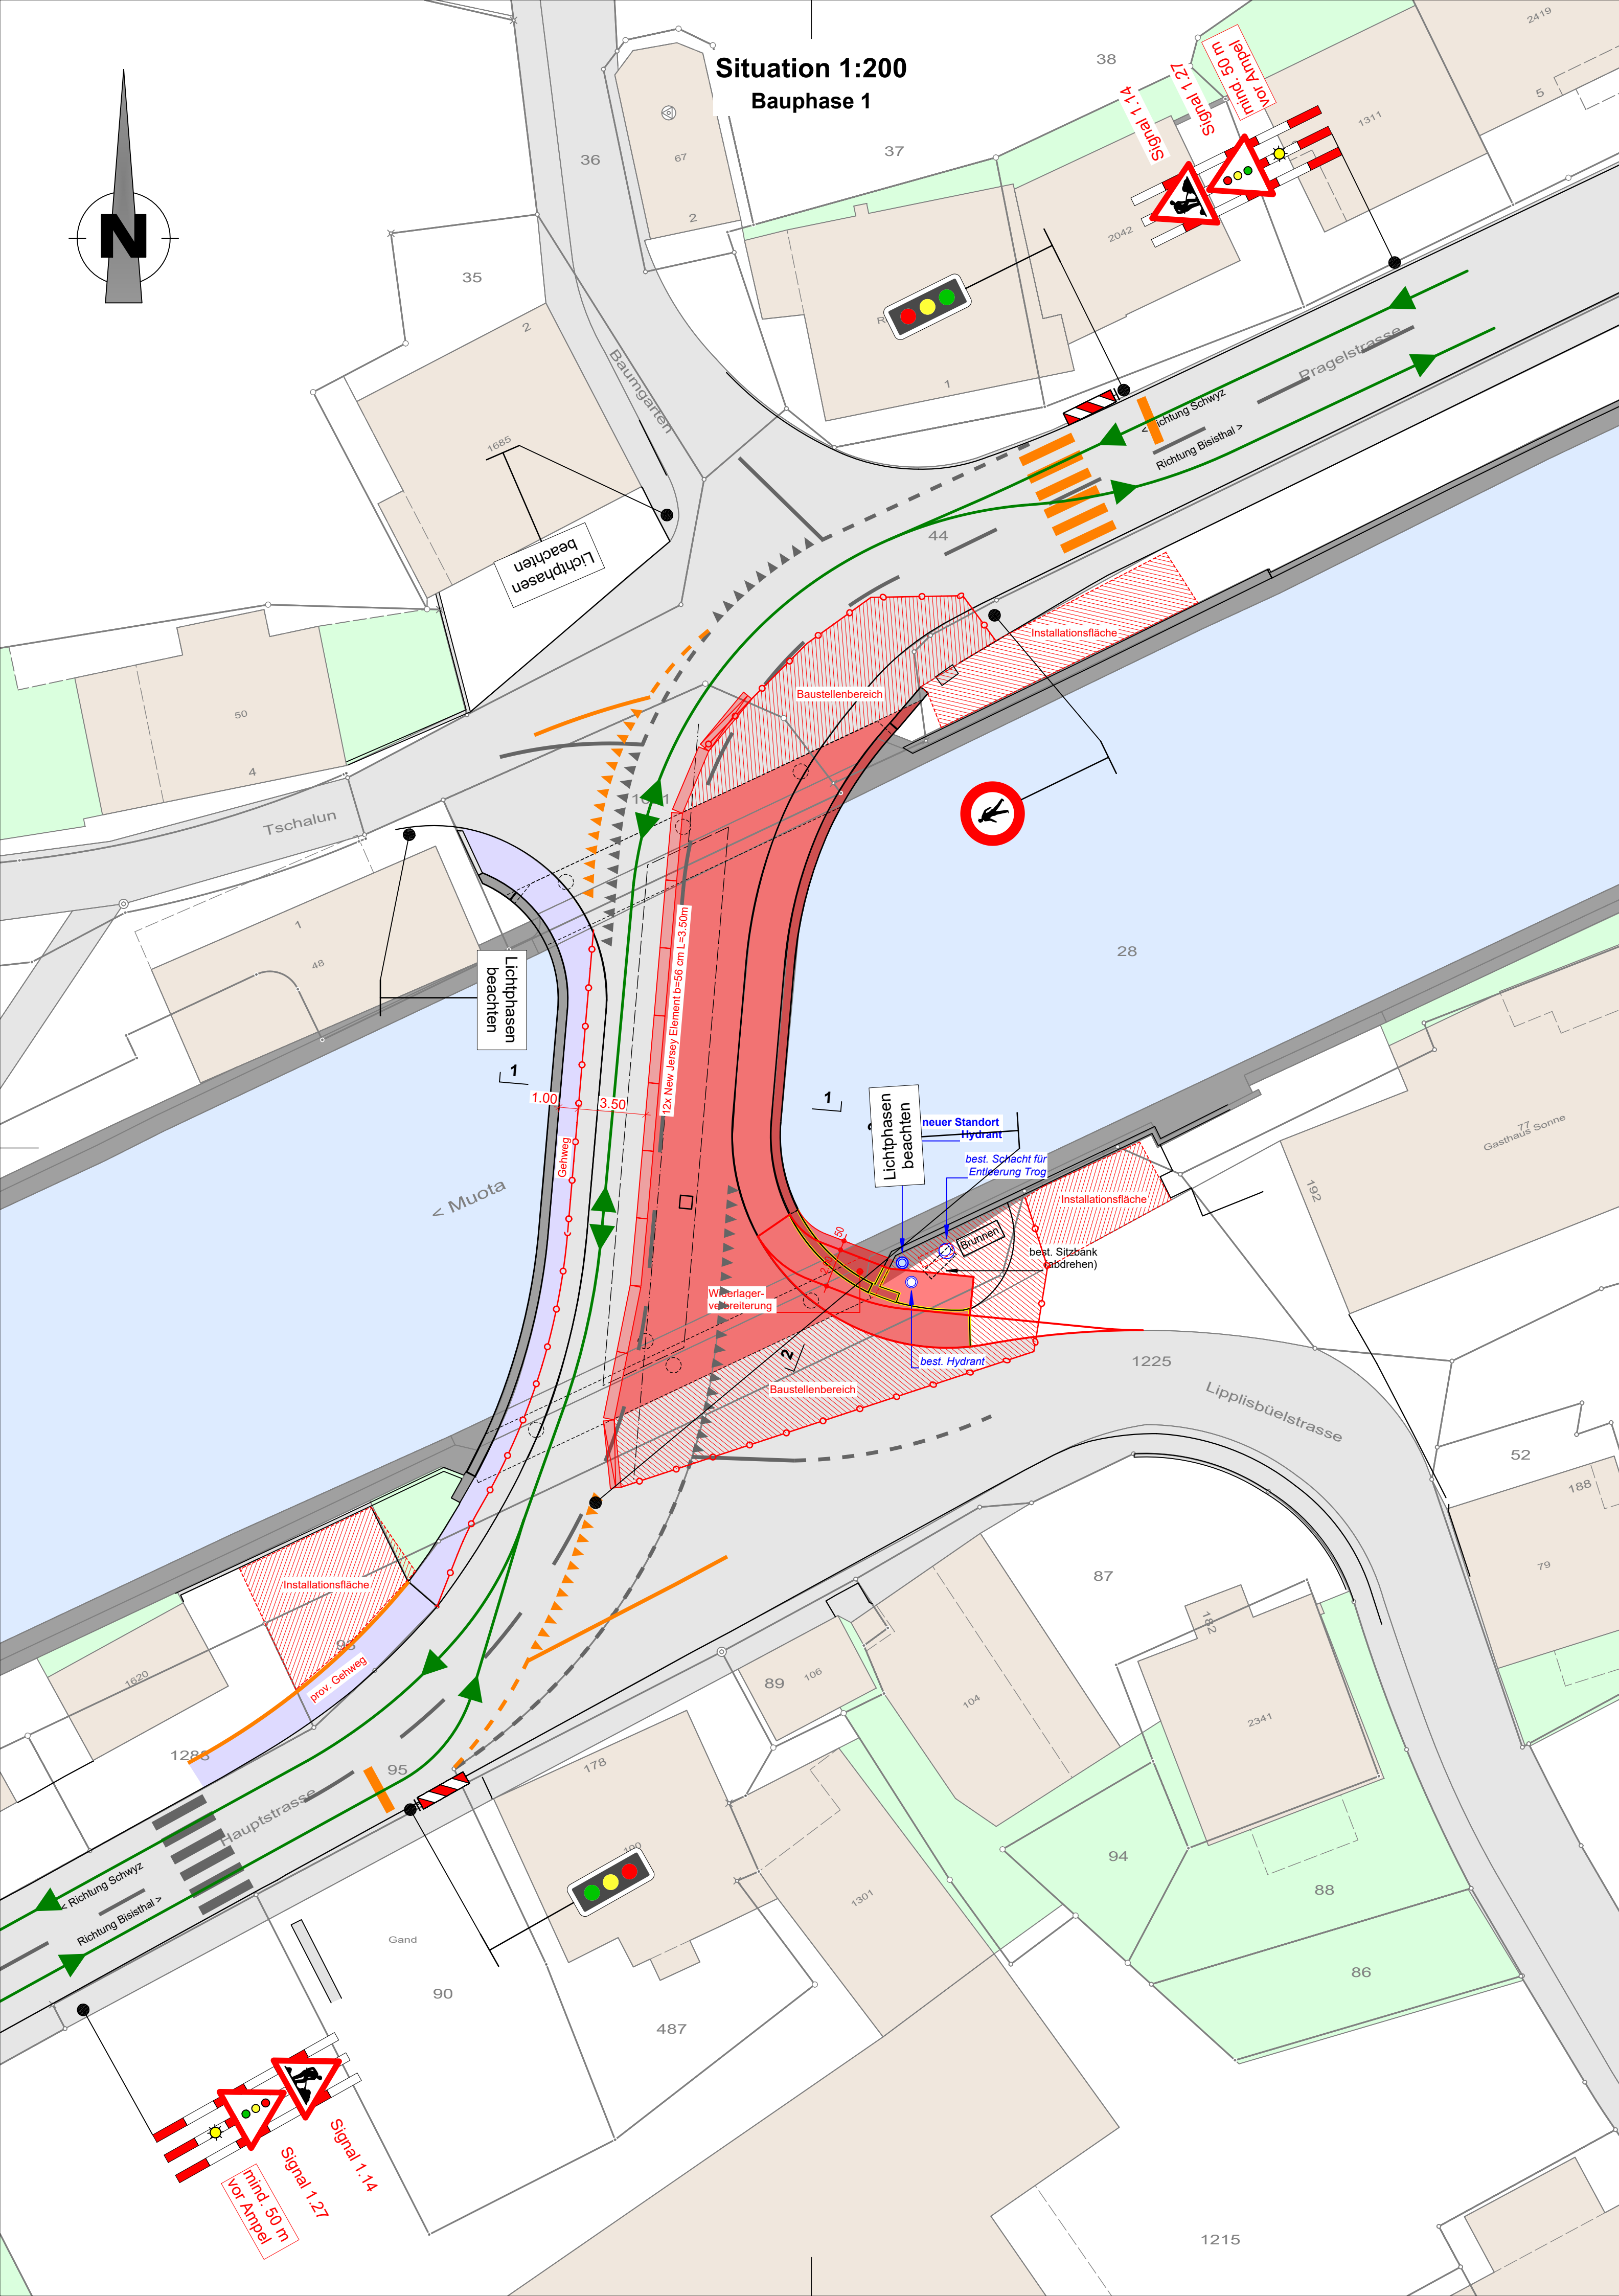 Situation 1:200
Bauphase 1
N
38
2419
5
1311
mind. 50 m
vor Ampel
Signal 1.27
Signal 1.14
36
67
2
37
2042
35
2
1
Baumgarten
Pragelstrasse
< Richtung Schwyz
Richtung Bisisthal >
1685
Lichtphasen
beachten
44
Installationsfläche
Baustellenbereich
50
4
Tschalun
1
48
28
Lichtphasen
beachten
12x New Jersey Element b=56 cm L=3.50m
1
1
1.00
3.50
Gehweg
< Muota
Lichtphasen
beachten
neuer Standort
Hydrant
best. Schacht für
Entleerung Trog
Installationsfläche
77
Gasthaus Sonne
192
Brunnen
best. Sitzbank
(abdrehen)
50
Widerlager-
verbreiterung
2
best. Hydrant
Baustellenbereich
1225
Lipplisbüelstrasse
52
188
79
Installationsfläche
prov. Gehweg
1620
1288
95
Hauptstrasse
< Richtung Schwyz
Richtung Bisisthal >
87
182
89
106
104
2341
178
1301
94
88
86
Gand
90
487
1215
Signal 1.14
Signal 1.27
mind. 50 m
vor Ampel